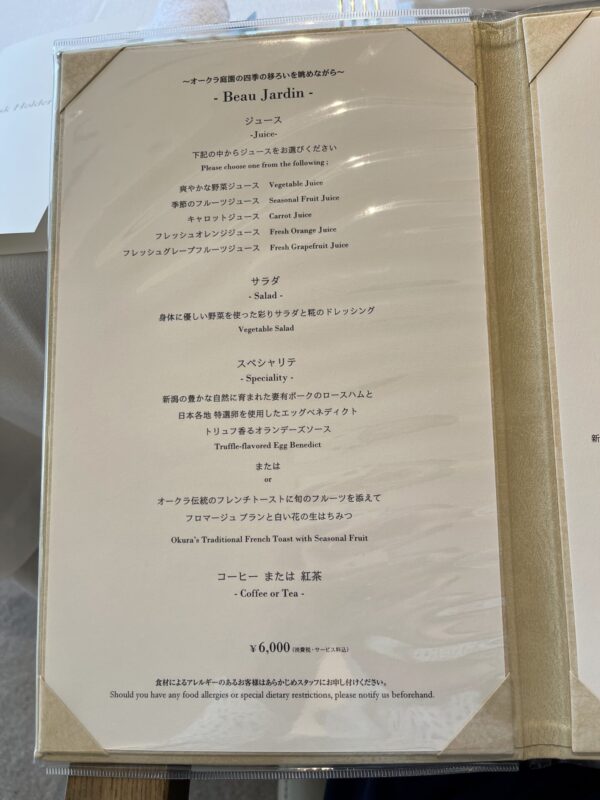 〜オークラ庭園の四季の移ろいを眺めながら〜
- Beau Jardin -
ジュース
-Juice-
下記の中からジュースをお選びください
Please choose one from the following ;
爽やかな野菜ジュース Vegetable Juice
季節のフルーツジュース Seasonal Fruit Juice
キャロットジュース Carrot Juice
フレッシュオレンジジュース Fresh Orange Juice
フレッシュグレープフルーツジュース Fresh Grapefruit Juice
サラダ
- Salad -
身体に優しい野菜を使った彩りサラダと糀のドレッシング
Vegetable Salad
スペシャリテ
- Speciality -
新潟の豊かな自然に育まれた妻有ポークのロースハムと
日本各地 特選卵を使用したエッグベネディクト
トリュフ香るオランデーズソース
Truffle-flavored Egg Benedict
または
or
オークラ伝統のフレンチトーストに旬のフルーツを添えて
フロマージュ ブランと白い花の生はちみつ
Okura's Traditional French Toast with Seasonal Fruit
コーヒー または 紅茶
- Coffee or Tea -
¥6,000 (消費税・サービス料込)
食材によるアレルギーのあるお客様はあらかじめスタッフにお申し付けください。
Should you have any food allergies or special dietary restrictions, please notify us beforehand.
Holder
新